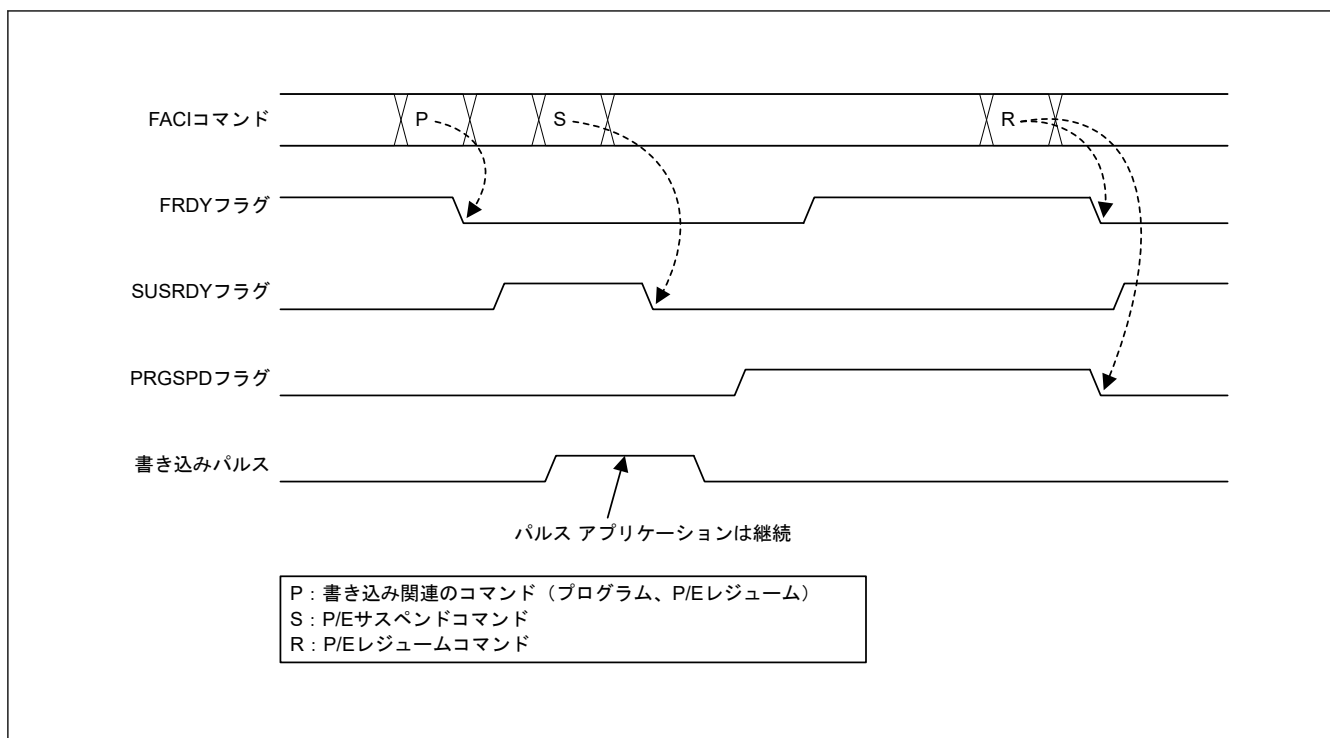 FACIコマンド
P
S
R
FRDYフラグ
SUSRDYフラグ
PRGSPDフラグ
書き込みパルス
パルス アプリケーションは継続
P：書き込み関連のコマンド（プログラム、P/Eレジューム）
S：P/Eサスペンドコマンド
R：P/Eレジュームコマンド